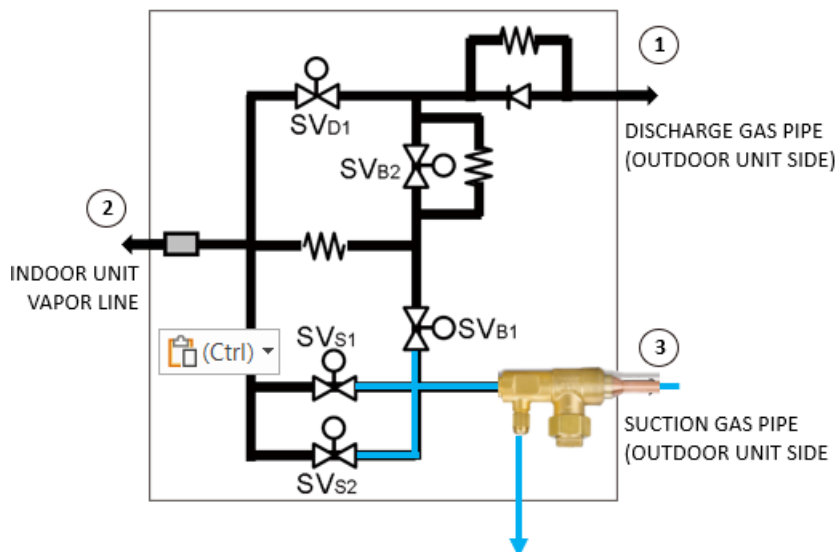 1
SVD1
DISCHARGE GAS PIPE
(OUTDOOR UNIT SIDE)
SVB2
2
INDOOR UNIT
VAPOR LINE
SVS1
SVB1
(Ctrl)
3
SUCTION GAS PIPE
(OUTDOOR UNIT SIDE
SVS2